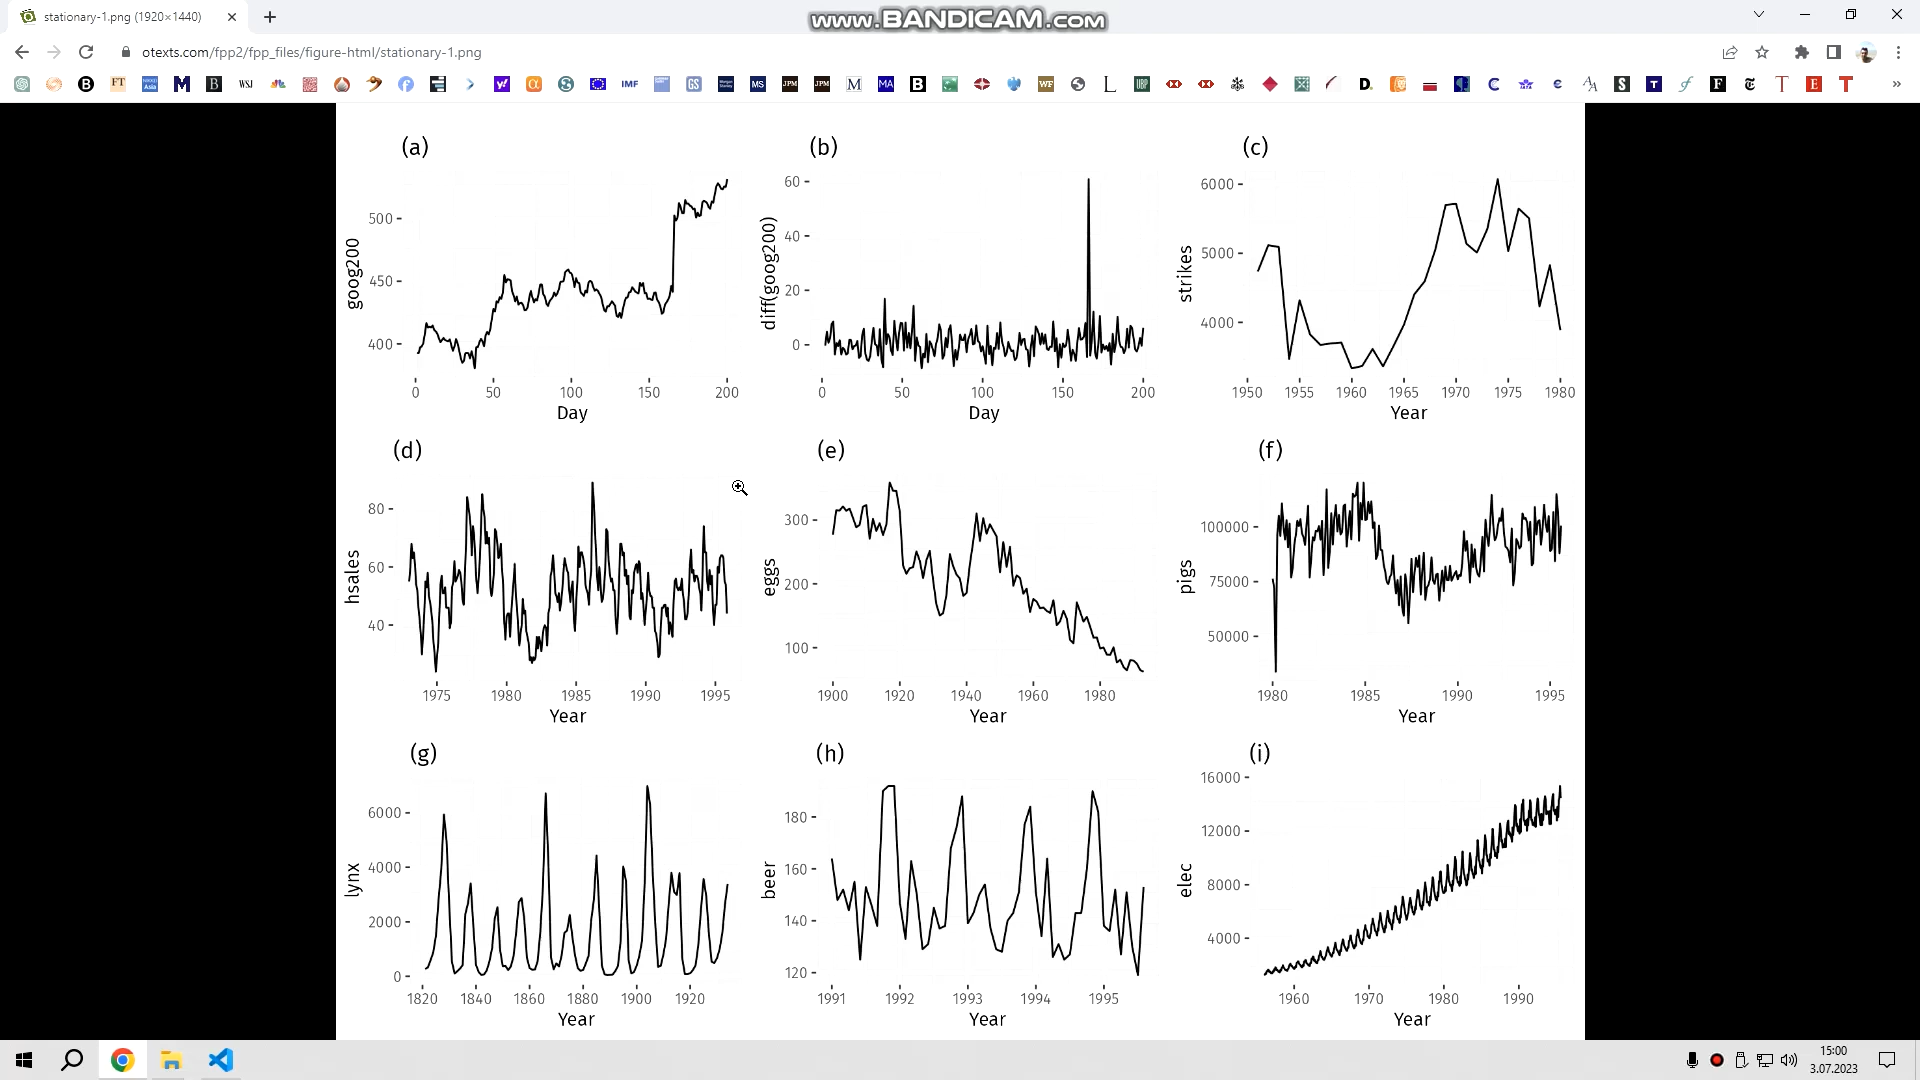 stationary-1.png (1920×1440)
www.BANDICAM.com
otexts.com/fpp2/fpp_files/figure-html/stationary-1.png
(a)
(b)
(c)
goog200
500
450
400
0
50
100
150
200
Day
diff(goog200)
60
40
20
0
0
50
100
150
200
Day
strikes
6000
5000
4000
1950
1955
1960
1965
1970
1975
1980
Year
(d)
(e)
(f)
hsales
80
60
40
1975
1980
1985
1990
1995
Year
eggs
300
200
100
1900
1920
1940
1960
1980
Year
pigs
100000
75000
50000
1980
1985
1990
1995
Year
(g)
(h)
(i)
lynx
6000
4000
2000
0
1820
1840
1860
1880
1900
1920
Year
beer
180
160
140
120
1991
1992
1993
1994
1995
Year
elec
16000
12000
8000
4000
1960
1970
1980
1990
Year
15:00
3.07.2023